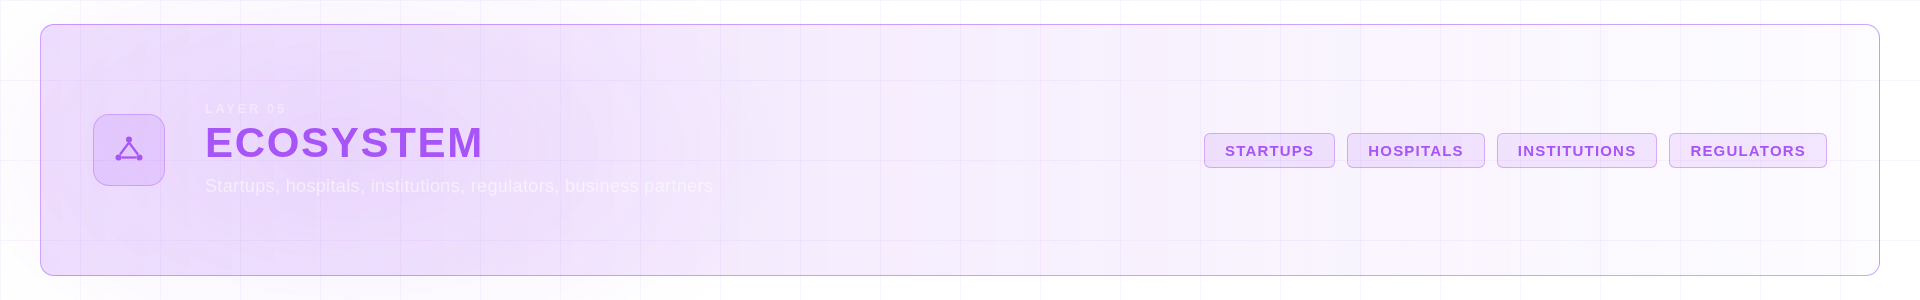 LAYER 05
ECOSYSTEM
Startups, hospitals, institutions, regulators, business partners
STARTUPS HOSPITALS INSTITUTIONS REGULATORS